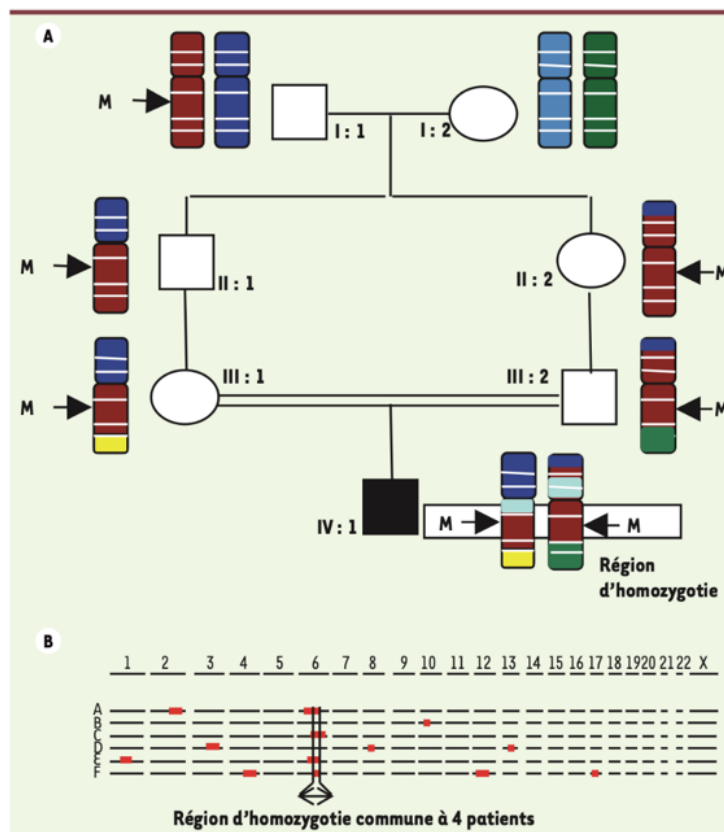 A
M
I : 1
I : 2
M
II : 1
II : 2
M
M
III : 1
III : 2
M
IV : 1
M
M
Région
d'homozygotie
B
1 2 3 4 5 6 7 8 9 10 11 12 13 14 15 16 17 18 19 20 21 22 X
A
B
C
D
E
F
Région d'homozygotie commune à 4 patients